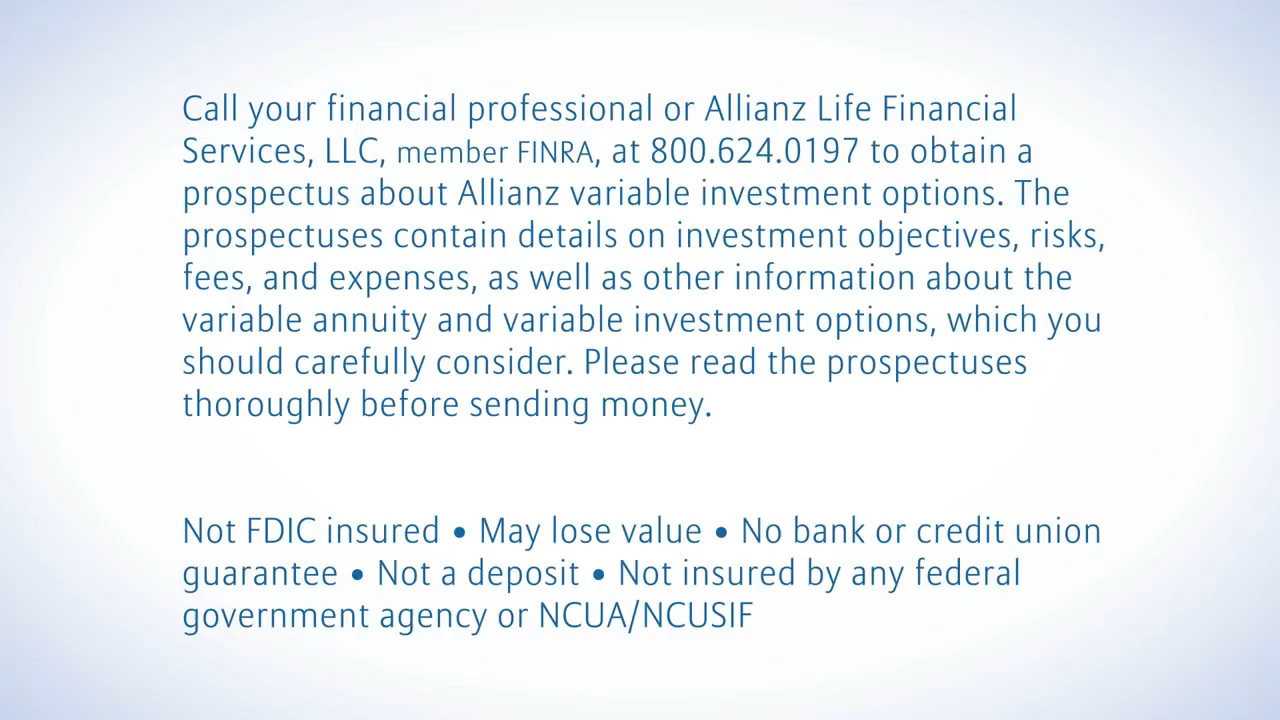 Call your financial professional or Allianz Life Financial
Services, LLC, member FINRA, at 800.624.0197 to obtain a
prospectus about Allianz variable investment options. The
prospectuses contain details on investment objectives, risks,
fees, and expenses, as well as other information about the
variable annuity and variable investment options, which you
should carefully consider. Please read the prospectuses
thoroughly before sending money.
Not FDIC insured • May lose value • No bank or credit union
guarantee • Not a deposit • Not insured by any federal
government agency or NCUA/NCUSIF